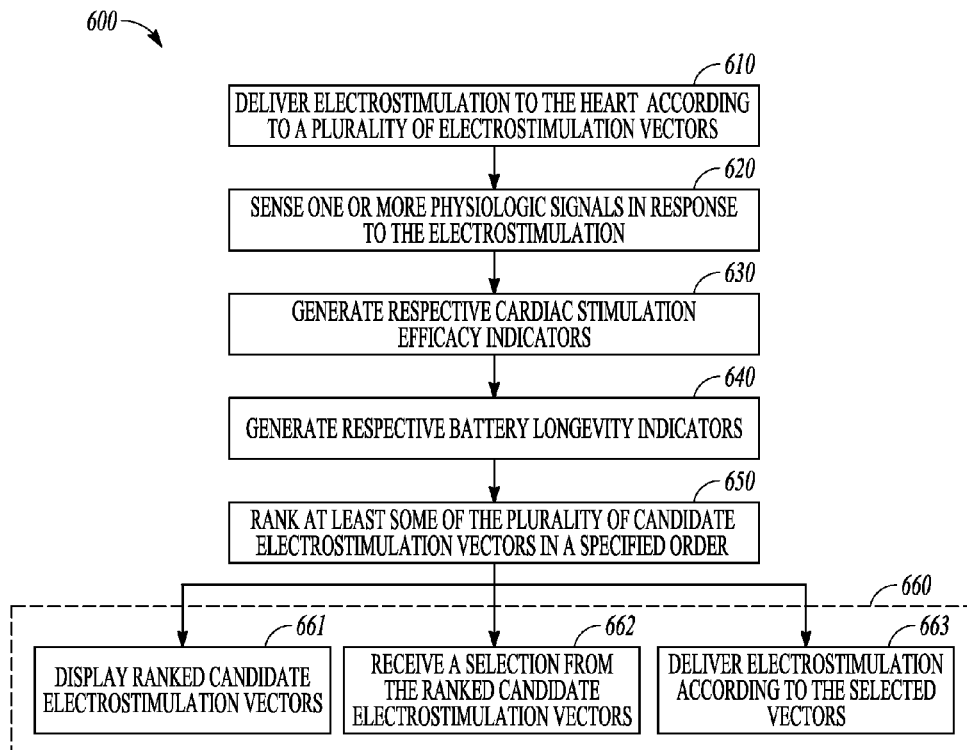 600
610
DELIVER ELECTROSTIMULATION TO THE HEART ACCORDING
TO A PLURALITY OF ELECTROSTIMULATION VECTORS
620
SENSE ONE OR MORE PHYSIOLOGIC SIGNALS IN RESPONSE
TO THE ELECTROSTIMULATION
630
GENERATE RESPECTIVE CARDIAC STIMULATION
EFFICACY INDICATORS
640
GENERATE RESPECTIVE BATTERY LONGEVITY INDICATORS
650
RANK AT LEAST SOME OF THE PLURALITY OF CANDIDATE
ELECTROSTIMULATION VECTORS IN A SPECIFIED ORDER
660
661
DISPLAY RANKED CANDIDATE
ELECTROSTIMULATION VECTORS
662
RECEIVE A SELECTION FROM
THE RANKED CANDIDATE
ELECTROSTIMULATION VECTORS
663
DELIVER ELECTROSTIMULATION
ACCORDING TO THE SELECTED
VECTORS